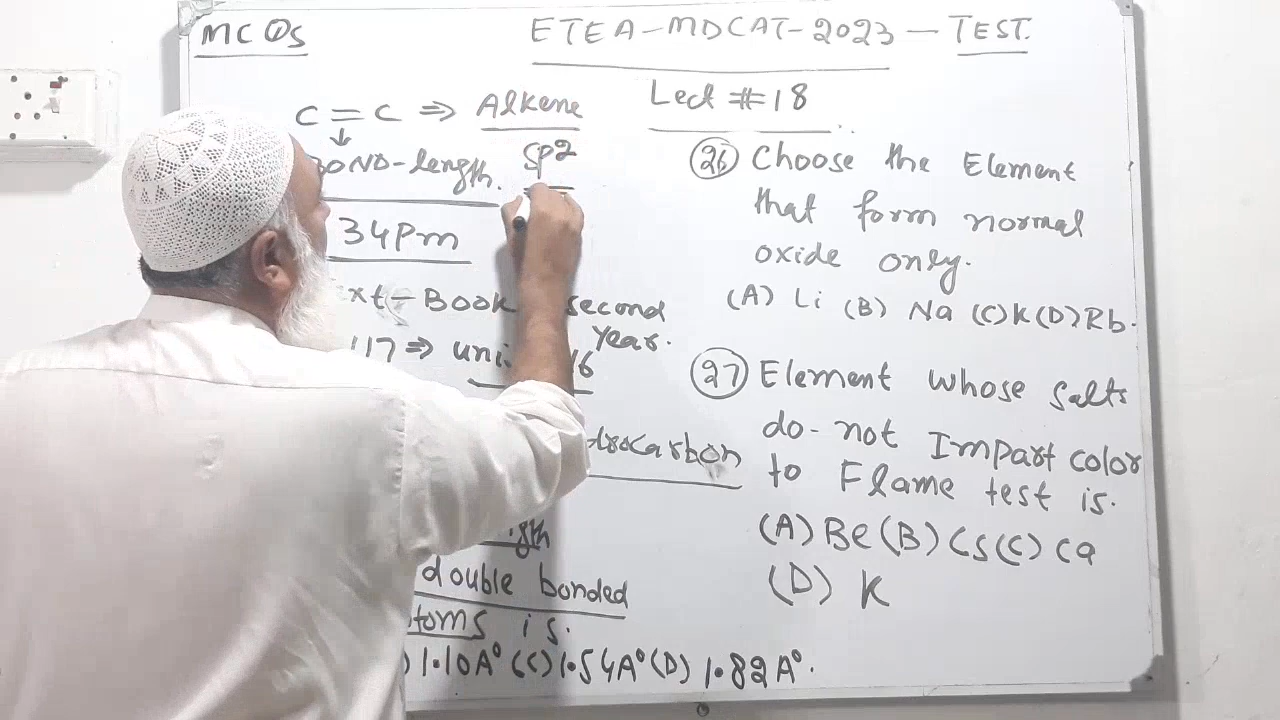 MCQs
ETEA-MDCAT-2023-TEST.
Lect #18
C = C ⇒ Alkene
BOND-length. SP2
34Pm
Book second
Year.
117 ⇒
16
double bonded
is.
1.10A° (C) 1.54A° (D) 1.82A°.
(26) Choose the Element
that form normal
oxide only.
(A) Li (B) Na (C) K (D) Rb.
(27) Element whose salts
do-not Impart color
to Flame test is.
(A) Be (B) Cs (C) Ca
(D) K